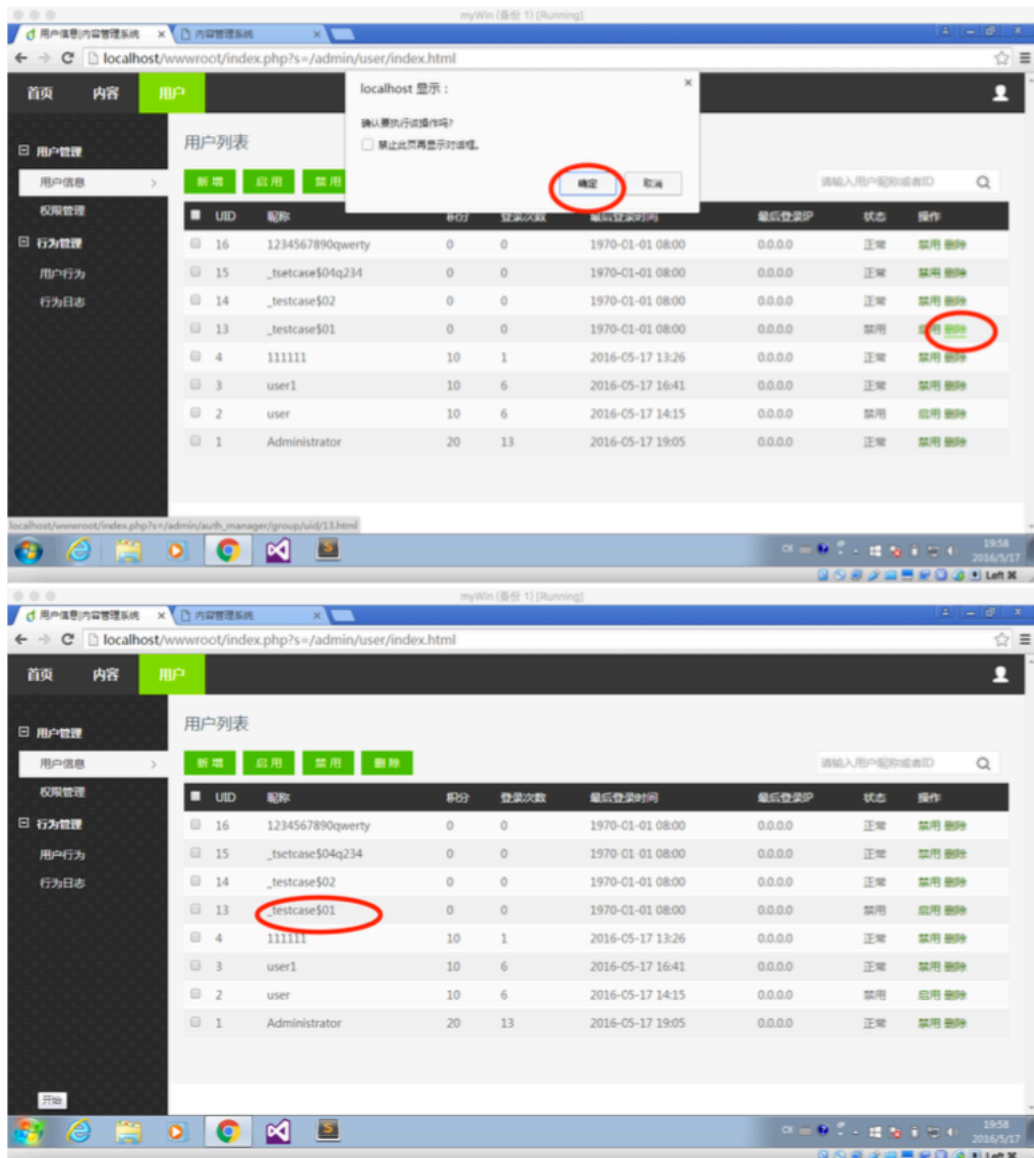 myWin (备份 1) [Running]
用户信息|内容管理系统 × 内容管理系统 ×
localhost/wwwroot/index.php?s=/admin/user/index.html
首页 内容 用户
localhost 显示：
确认要执行该操作吗?
禁止此页再显示对话框。
确定 取消
用户管理
用户信息
权限管理
行为管理
用户行为
行为日志
用户列表
新增 启用 禁用
请输入用户昵称或者ID
UID 昵称 积分 登录次数 最后登录时间 最后登录IP 状态 操作
16 1234567890qwerty 0 0 1970-01-01 08:00 0.0.0.0 正常 禁用 删除
15 _tsetcase$04q234 0 0 1970-01-01 08:00 0.0.0.0 正常 禁用 删除
14 _testcase$02 0 0 1970-01-01 08:00 0.0.0.0 正常 禁用 删除
13 _testcase$01 0 0 1970-01-01 08:00 0.0.0.0 禁用 启用 删除
4 111111 10 1 2016-05-17 13:26 0.0.0.0 正常 禁用 删除
3 user1 10 6 2016-05-17 16:41 0.0.0.0 正常 禁用 删除
2 user 10 6 2016-05-17 14:15 0.0.0.0 禁用 启用 删除
1 Administrator 20 13 2016-05-17 19:05 0.0.0.0 正常 禁用 删除
localhost/wwwroot/index.php?s=/admin/auth_manager/group/uid/13.html
CH 19:58
2016/5/17
Left ⌘
myWin (备份 1) [Running]
用户信息|内容管理系统 × 内容管理系统 ×
localhost/wwwroot/index.php?s=/admin/user/index.html
首页 内容 用户
用户管理
用户信息
权限管理
行为管理
用户行为
行为日志
用户列表
新增 启用 禁用 删除
请输入用户昵称或者ID
UID 昵称 积分 登录次数 最后登录时间 最后登录IP 状态 操作
16 1234567890qwerty 0 0 1970-01-01 08:00 0.0.0.0 正常 禁用 删除
15 _tsetcase$04q234 0 0 1970-01-01 08:00 0.0.0.0 正常 禁用 删除
14 _testcase$02 0 0 1970-01-01 08:00 0.0.0.0 正常 禁用 删除
13 _testcase$01 0 0 1970-01-01 08:00 0.0.0.0 禁用 启用 删除
4 111111 10 1 2016-05-17 13:26 0.0.0.0 正常 禁用 删除
3 user1 10 6 2016-05-17 16:41 0.0.0.0 正常 禁用 删除
2 user 10 6 2016-05-17 14:15 0.0.0.0 禁用 启用 删除
1 Administrator 20 13 2016-05-17 19:05 0.0.0.0 正常 禁用 删除
开始
CH 19:58
2016/5/17
Left ⌘